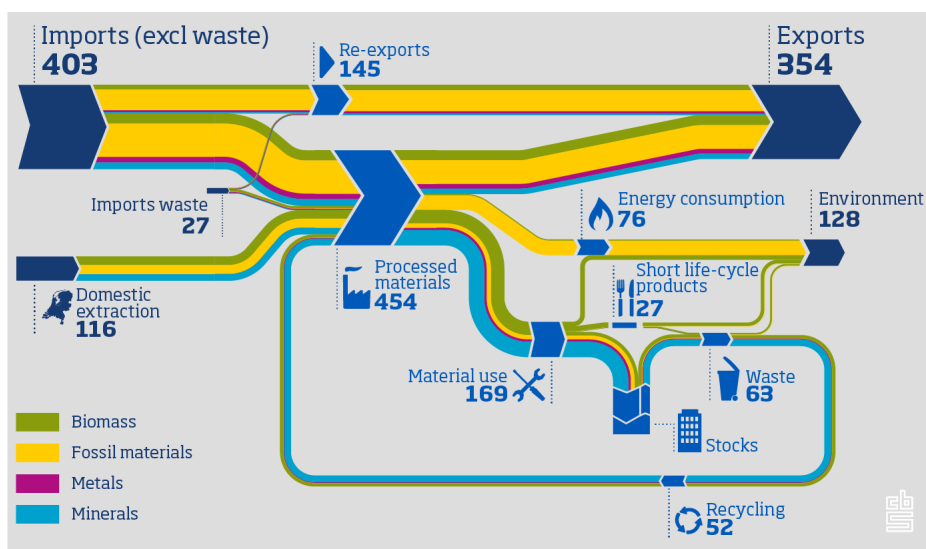 Imports (excl waste)
403
Re-exports
145
Exports
354
Imports waste
27
Energy consumption
76
Environment
128
Domestic
extraction
116
Processed
materials
454
Short life-cycle
products
27
Material use
169
Waste
63
Stocks
Biomass
Fossil materials
Metals
Minerals
Recycling
52
cbs